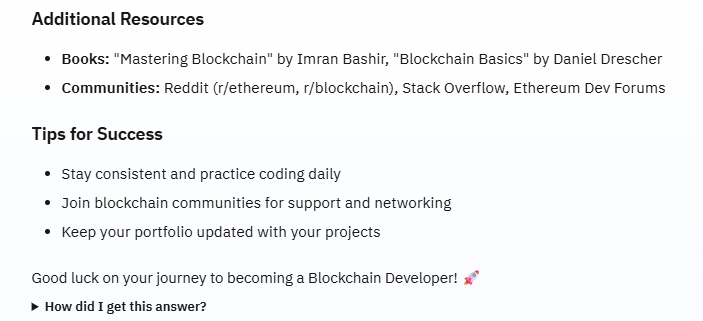 Additional Resources
• Books: "Mastering Blockchain" by Imran Bashir, "Blockchain Basics" by Daniel Drescher
• Communities: Reddit (r/ethereum, r/blockchain), Stack Overflow, Ethereum Dev Forums
Tips for Success
• Stay consistent and practice coding daily
• Join blockchain communities for support and networking
• Keep your portfolio updated with your projects
Good luck on your journey to becoming a Blockchain Developer! 🚀
▶ How did I get this answer?